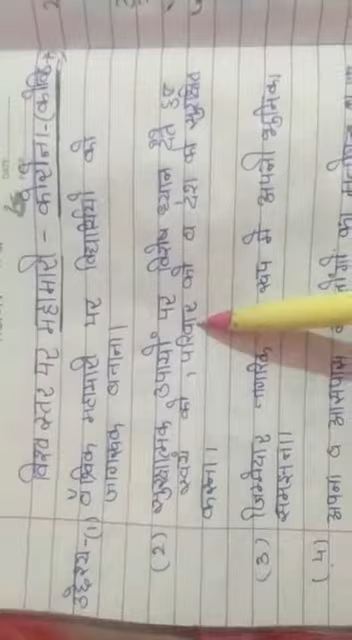 विश्व स्तर पर महामारी - कोरोना - (कोविड
उद्देश्य - (1) वैश्विक महामारी पर विद्यार्थियों को
जागरूक बनाना।
(2) सुरक्षात्मक उपायों पर विशेष ध्यान देते हुए
स्वयं को, परिवार को व देश को सुरक्षित
करना।
(3) जिम्मेदार नागरिक रूप में अपनी भूमिका
समझना।
(4) अपना व आसपास लोगों का